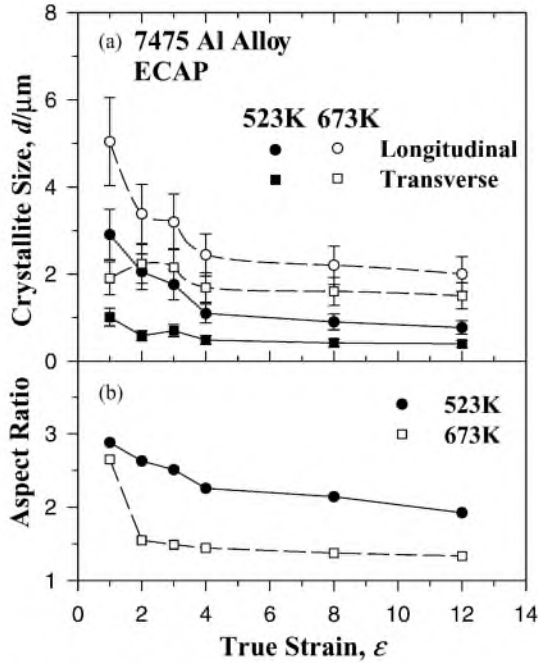 (a) 7475 Al Alloy
ECAP
523K 673K
Longitudinal
Transverse
Crystallite Size, d/μm
8
6
4
2
0
(b)
523K
673K
Aspect Ratio
3
2
1
0 2 4 6 8 10 12 14
True Strain, ε